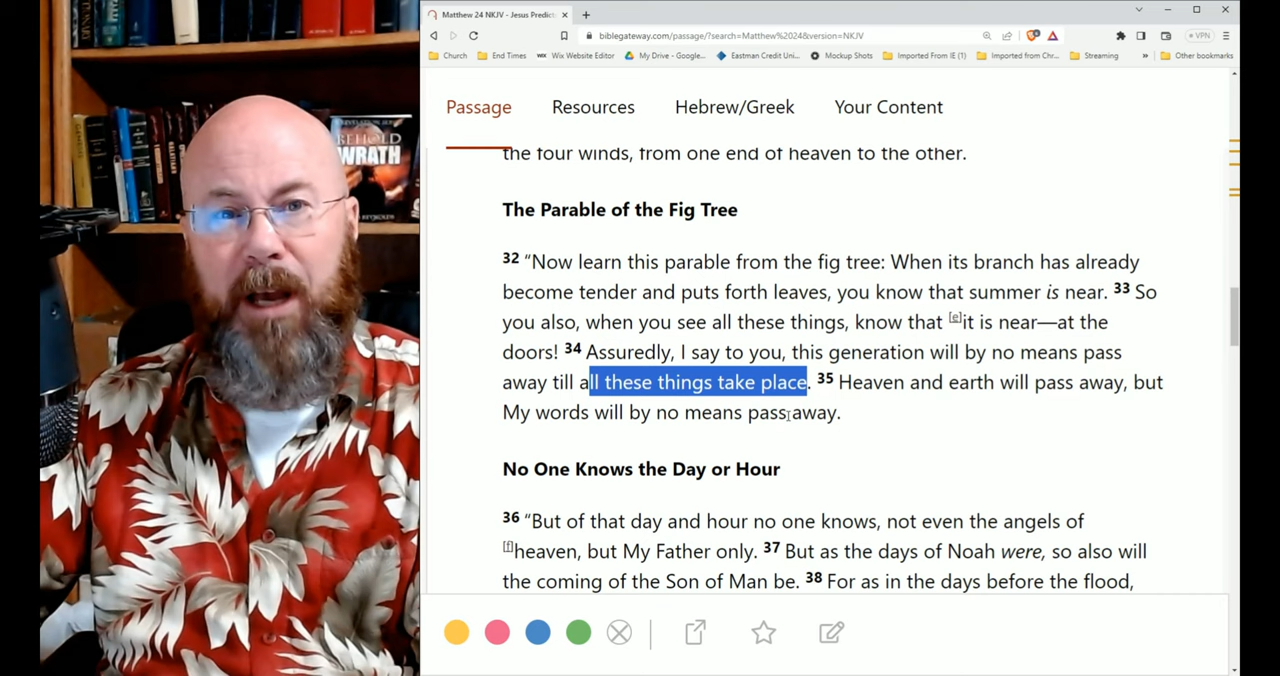 Matthew 24 NKJV - Jesus Predict
biblegateway.com/passage/?search=Matthew%2024&version=NKJV
VPN
Church
End Times
Wix Website Editor
My Drive - Google...
Eastman Credit Uni...
Mockup Shots
Imported From IE (1)
Imported from Chr...
Streaming
»
Other bookmarks
Passage
Resources
Hebrew/Greek
Your Content
the four winds, from one end of heaven to the other.
The Parable of the Fig Tree
32 “Now learn this parable from the fig tree: When its branch has already
become tender and puts forth leaves, you know that summer is near. 33 So
you also, when you see all these things, know that [e]it is near—at the
doors! 34 Assuredly, I say to you, this generation will by no means pass
away till all these things take place. 35 Heaven and earth will pass away, but
My words will by no means pass away.
No One Knows the Day or Hour
36 “But of that day and hour no one knows, not even the angels of
[f]heaven, but My Father only. 37 But as the days of Noah were, so also will
the coming of the Son of Man be. 38 For as in the days before the flood,
BEHOLD
WRATH